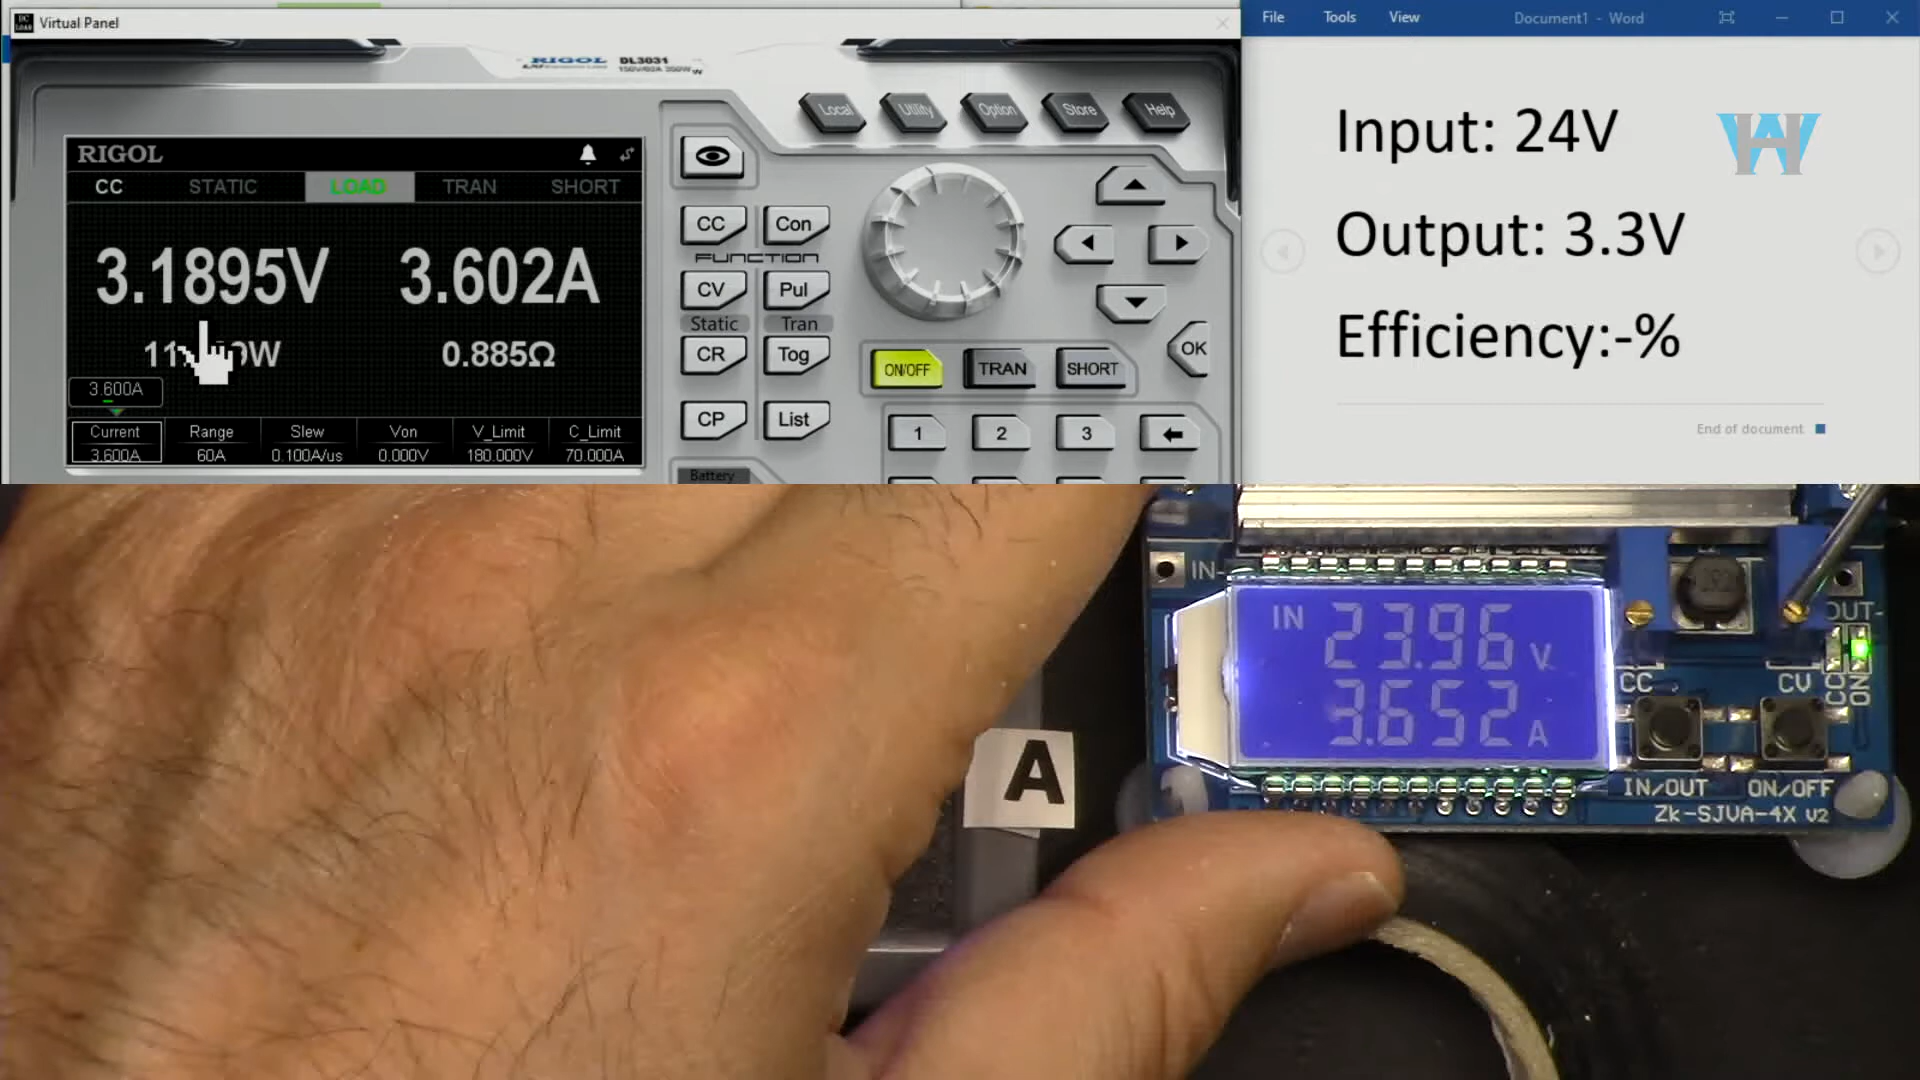 Virtual Panel
RIGOL DL3031
150V/60A 350W
Local Utility Option Store Help
RIGOL
CC STATIC LOAD TRAN SHORT
3.1895V 3.602A
0.885Ω
3.600A
Current Range Slew Von V_Limit C_Limit
3.600A 60A 0.100A/us 0.000V 180.000V 70.000A
CC Con
FUNCTION
CV Pul
Static Tran
CR Tog
CP List
Battery
OK
ON/OFF TRAN SHORT
1 2 3
File Tools View Document1 - Word
Input: 24V
Output: 3.3V
Efficiency:-%
End of document
A
IN-
IN 23.96 V
3.652 A
OUT-
CC CV
CC ON
IN/OUT ON/OFF
Zk-SJVA-4X V2